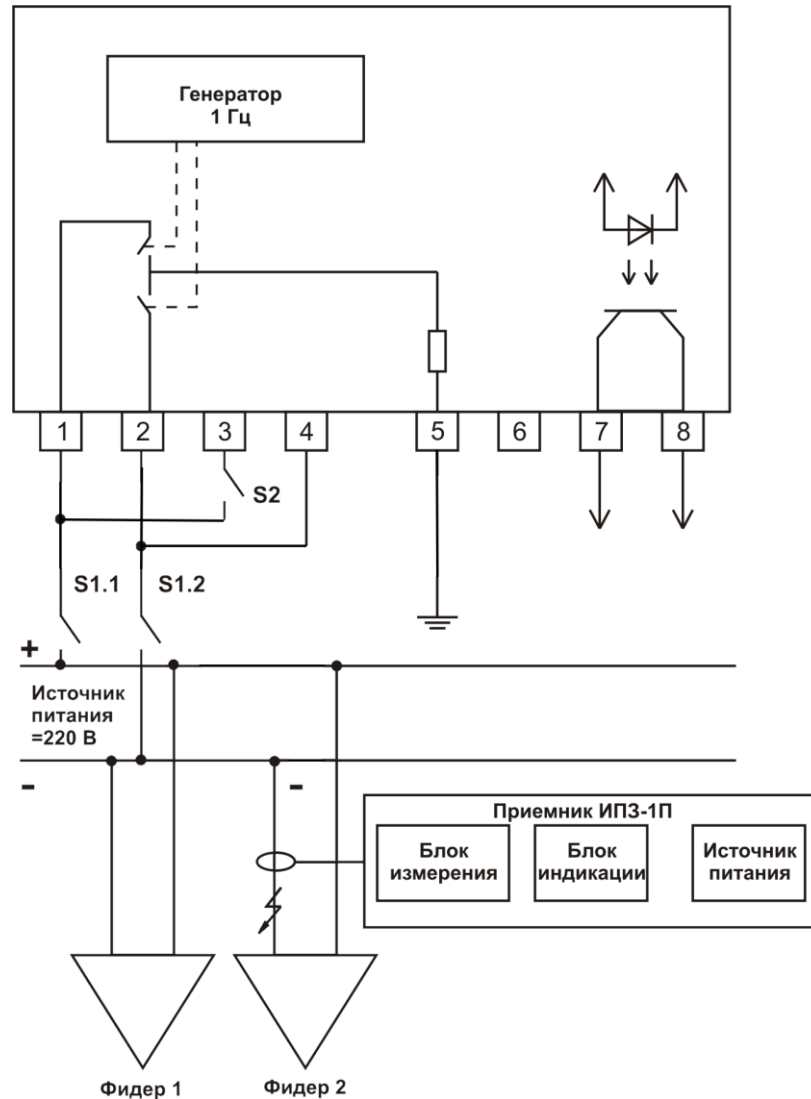 Генератор
1 Гц
1
2
3
4
5
6
7
8
S2
S1.1
S1.2
+
Источник
питания
=220 В
-
-
Приемник ИПЗ-1П
Блок
измерения
Блок
индикации
Источник
питания
Фидер 1
Фидер 2